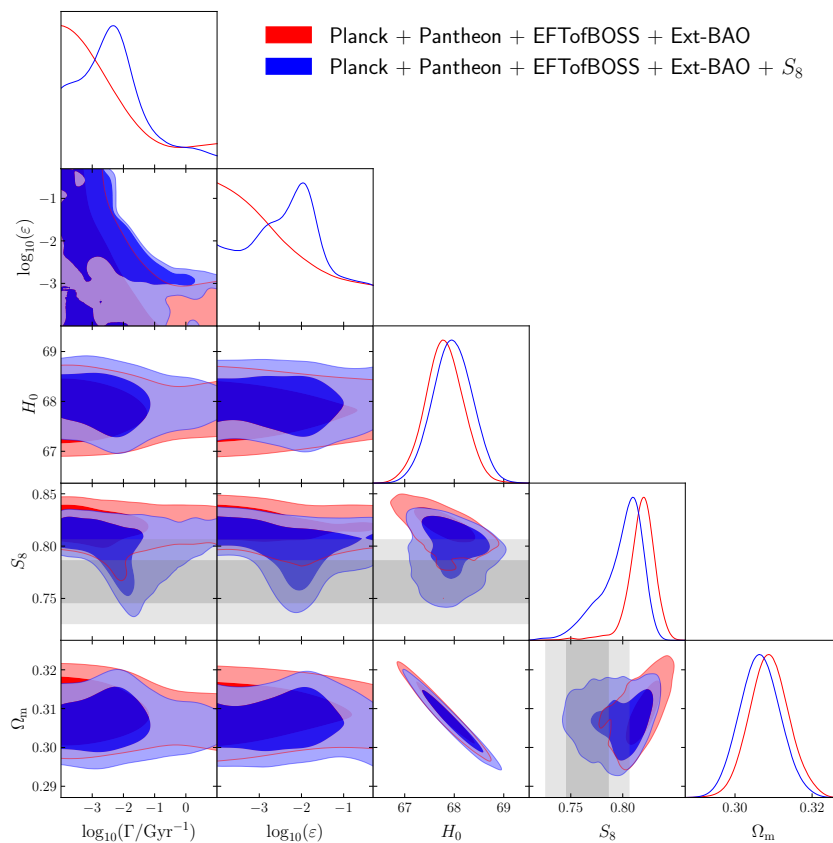 Planck + Pantheon + EFTofBOSS + Ext-BAO
Planck + Pantheon + EFTofBOSS + Ext-BAO + S₈
log₁₀(ε)
−1
−2
−3
H₀
69
68
67
S₈
0.85
0.80
0.75
Ωₘ
0.32
0.31
0.30
0.29
−3 −2 −1 0
−3 −2 −1
67 68 69
0.75 0.80
0.30 0.32
log₁₀(Γ/Gyr⁻¹) log₁₀(ε) H₀ S₈ Ωₘ